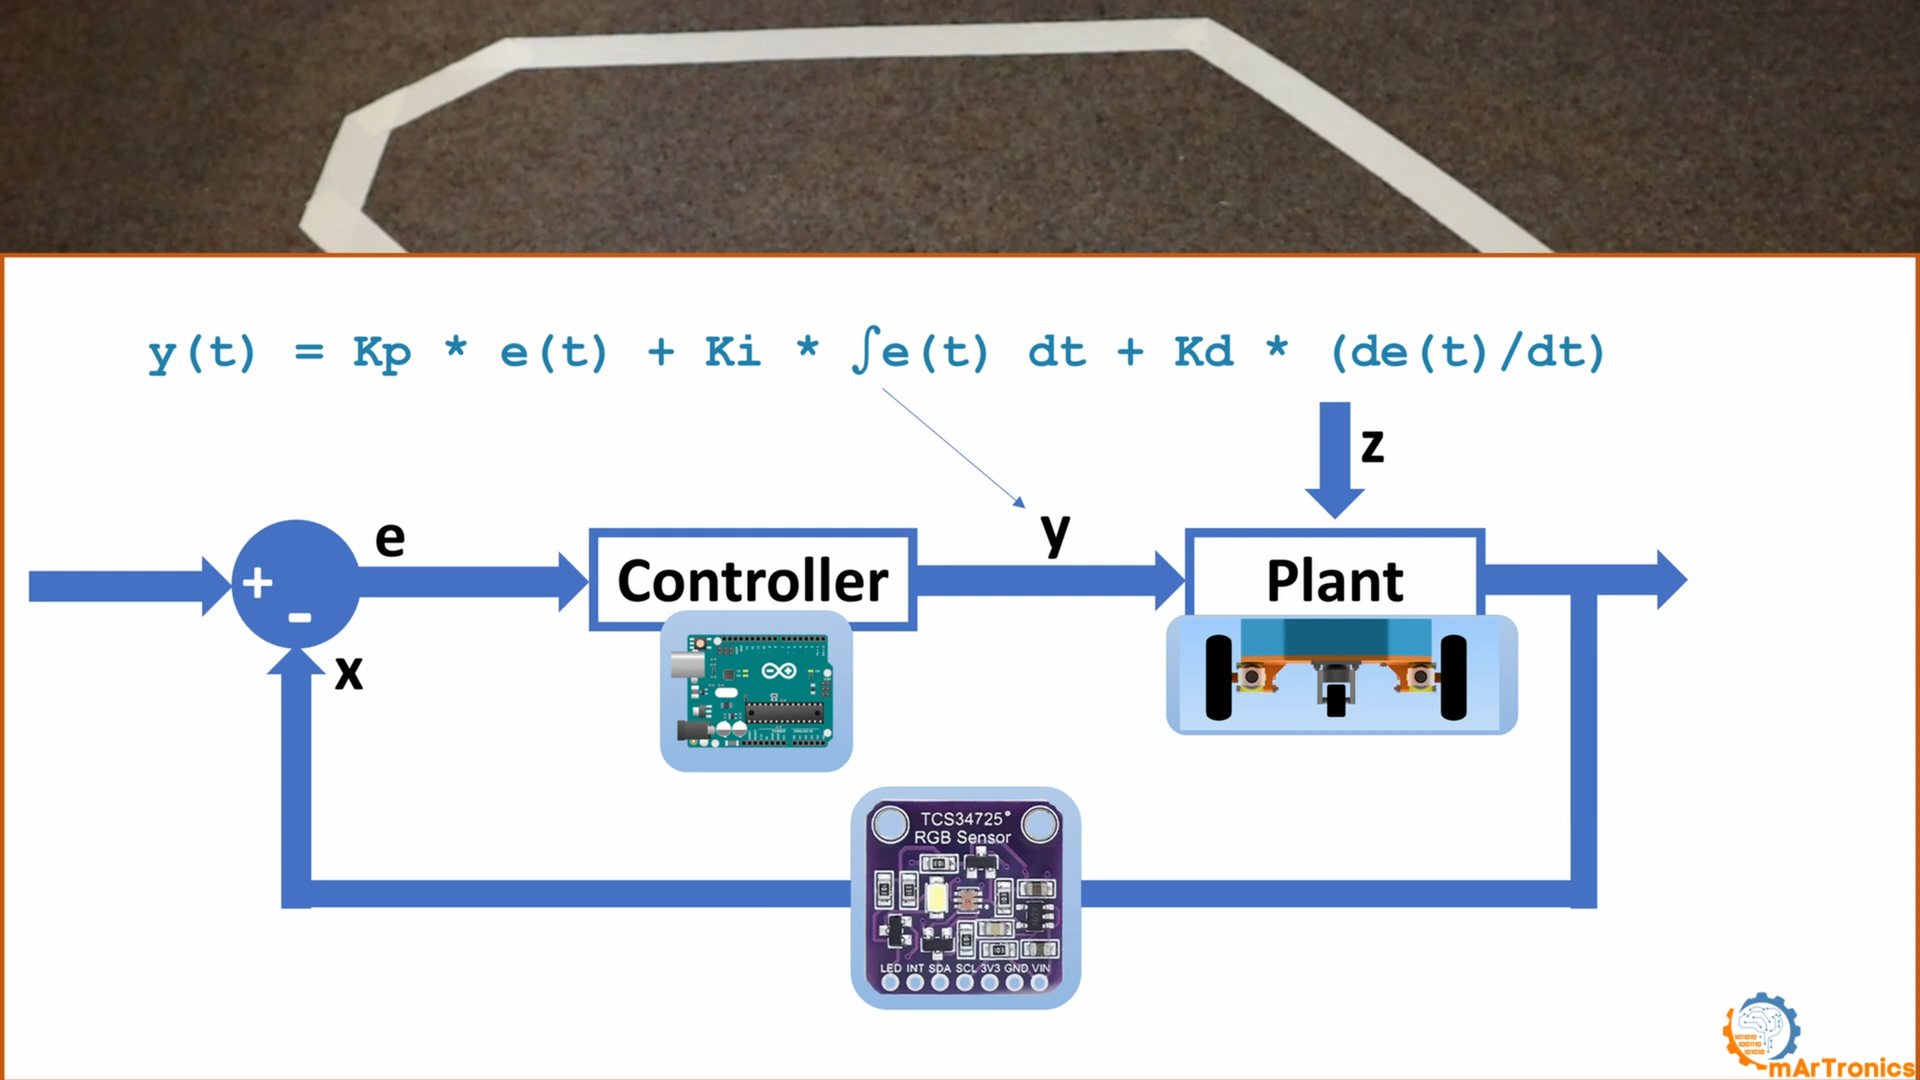 y(t) = Kp * e(t) + Ki * ∫e(t) dt + Kd * (de(t)/dt)
z
e
y
+
Controller
Plant
-
x
TCS34725
RGB Sensor
LED INT SDA SCL 3V3 GND VIN
mArTronics